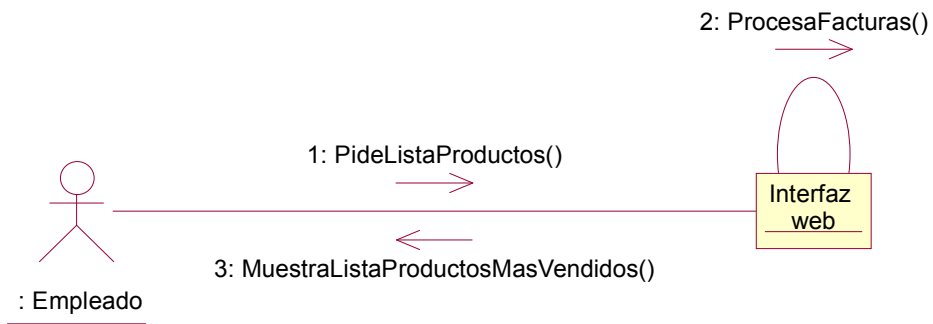 2: ProcesaFacturas()
1: PideListaProductos()
Interfaz
web
3: MuestraListaProductosMasVendidos()
: Empleado